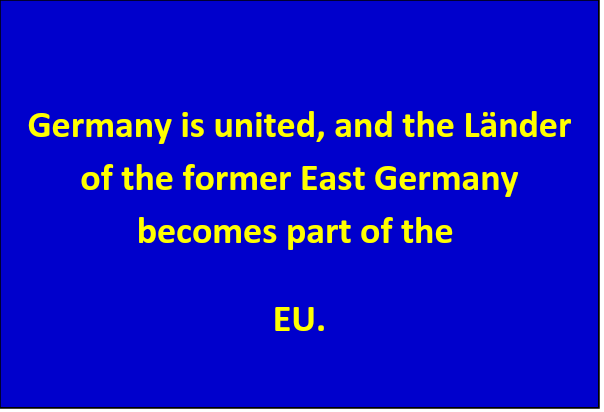 Germany is united, and the Länder
of the former East Germany
becomes part of the
EU.